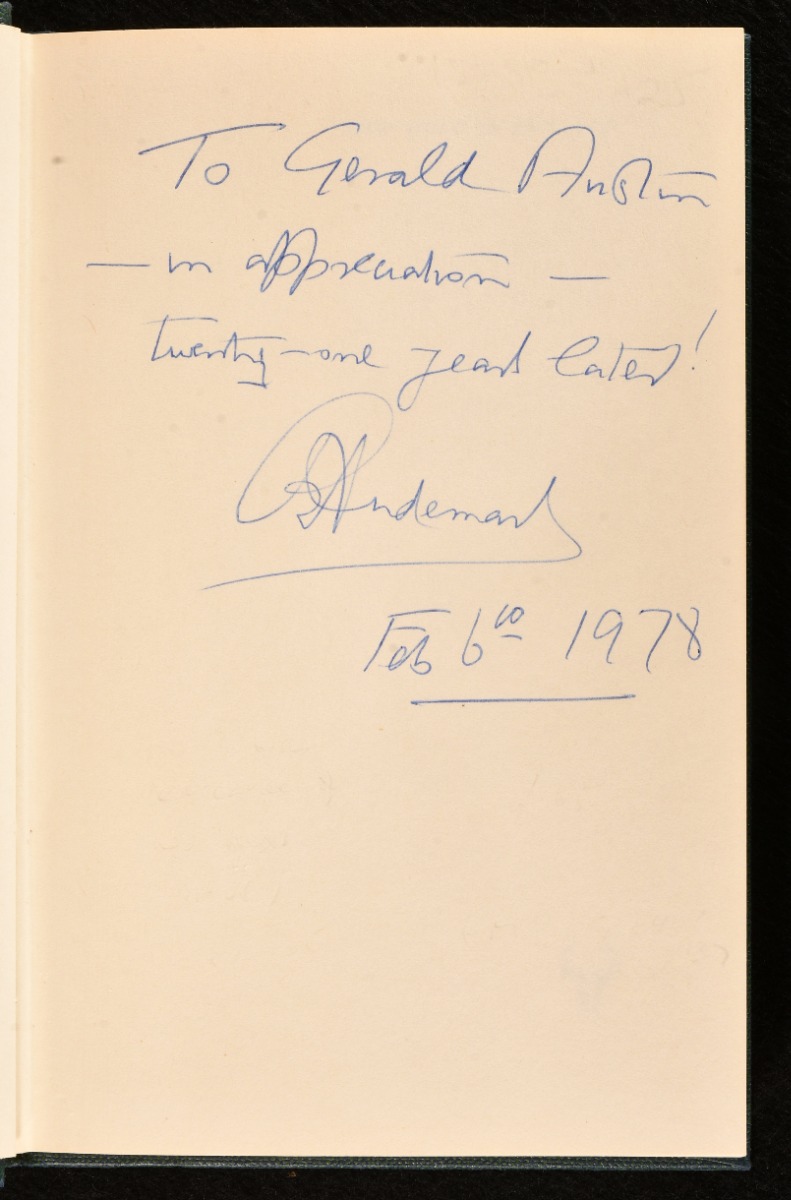 To Gerald Austin
— in appreciation —
twenty-one years later!
Feb 6th 1978